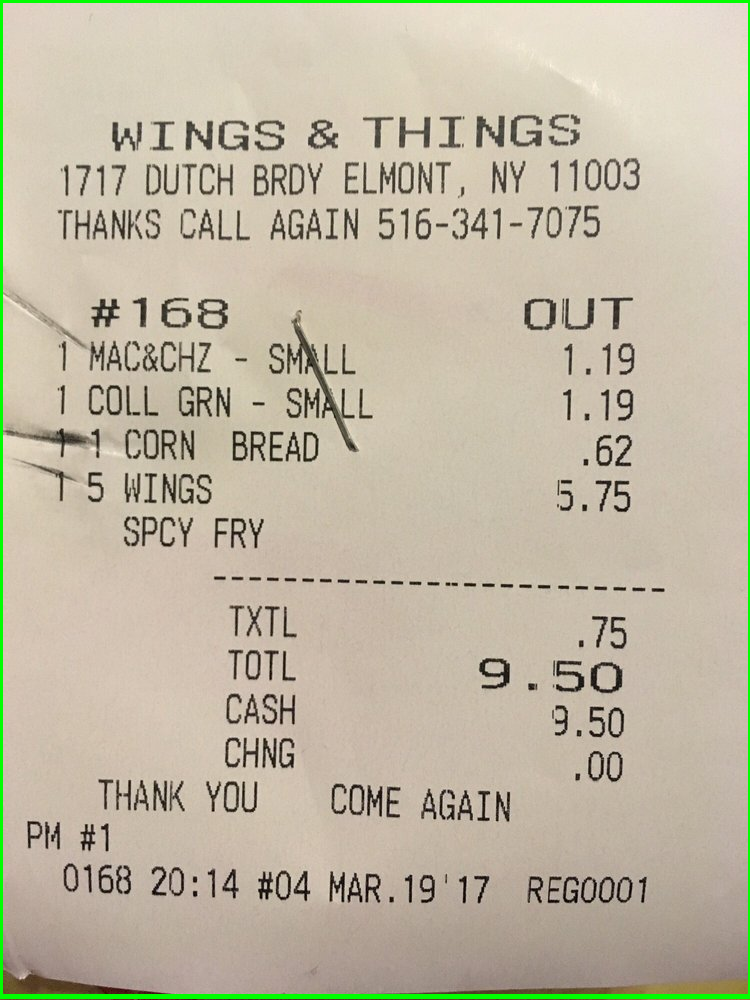 WINGS & THINGS
1717 DUTCH BRDY ELMONT, NY 11003
THANKS CALL AGAIN 516-341-7075
#168 OUT
1 MAC&CHZ - SMALL 1.19
1 COLL GRN - SMALL 1.19
1 1 CORN BREAD .62
1 5 WINGS 5.75
SPCY FRY
TXTL .75
TOTL 9.50
CASH 9.50
CHNG .00
THANK YOU COME AGAIN
PM #1
0168 20:14 #04 MAR.19'17 REG0001